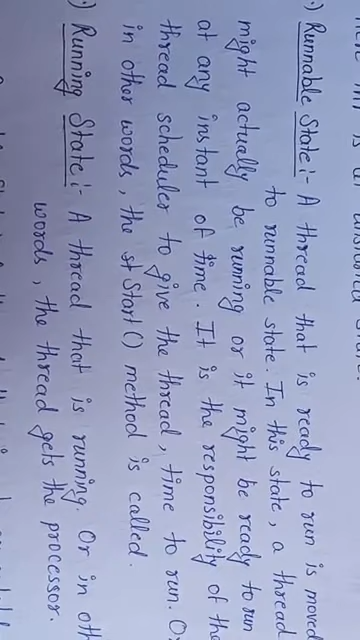 .) Runnable State:- A thread that is ready to run is moved
to runnable state. In this state, a thread
might actually be running or it might be ready to run
at any instant of time. It is the responsibility of the
thread scheduler to give the thread, time to run. O
in other words, the st Start() method is called.
) Running State:- A thread that is running. Or in oth
words, the thread gets the processor.